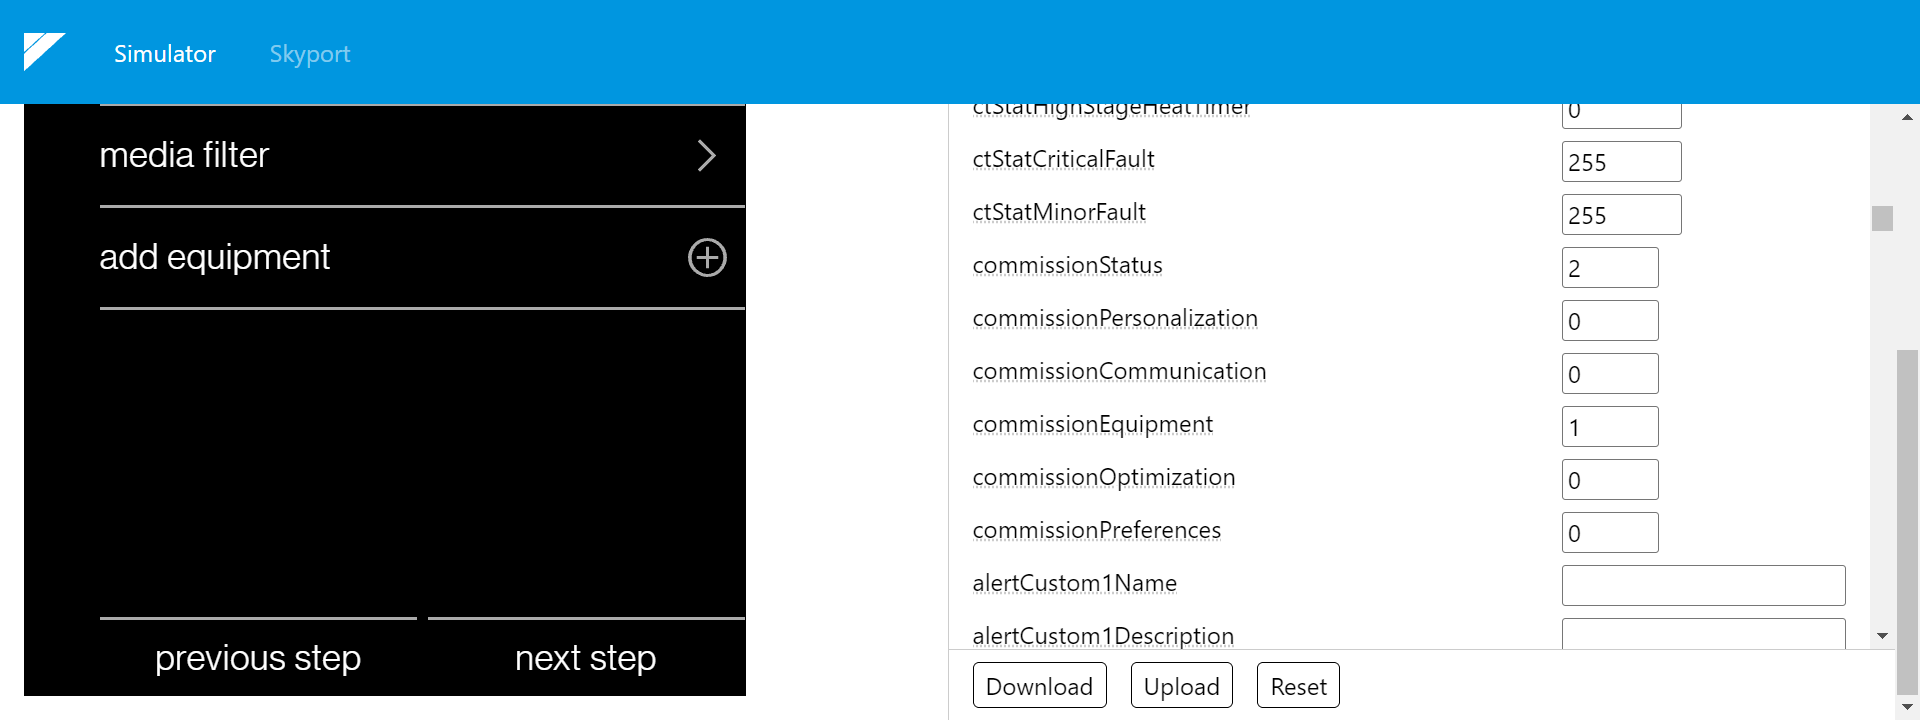 Simulator Skyport
media filter
add equipment
previous step next step
ctStatHighStageHeatTimer 0
ctStatCriticalFault 255
ctStatMinorFault 255
commissionStatus 2
commissionPersonalization 0
commissionCommunication 0
commissionEquipment 1
commissionOptimization 0
commissionPreferences 0
alertCustom1Name
alertCustom1Description
Download Upload Reset